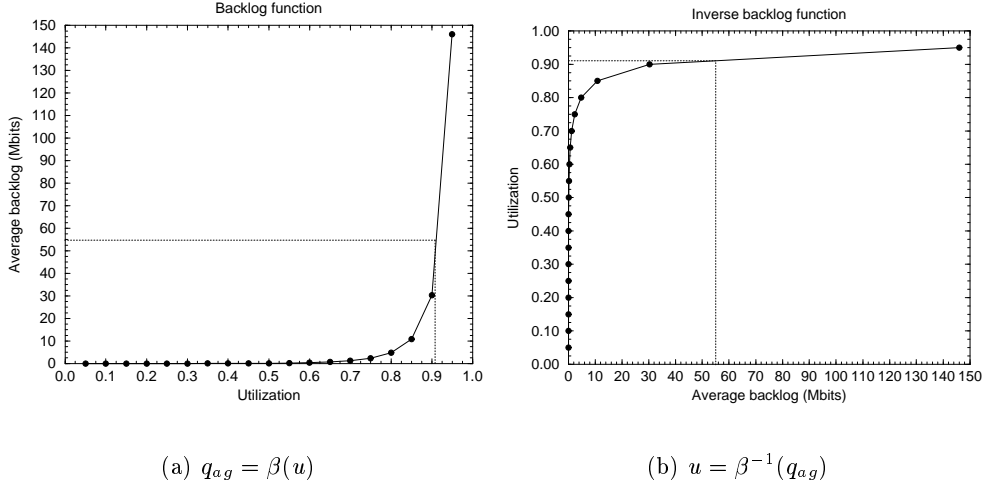 Backlog function
150
140
130
120
110
100
90
80
70
60
50
40
30
20
10
0
Average backlog (Mbits)
0.0 0.1 0.2 0.3 0.4 0.5 0.6 0.7 0.8 0.9 1.0
Utilization
(a) q_{ag} = β(u)
Inverse backlog function
1.00
0.90
0.80
0.70
0.60
0.50
0.40
0.30
0.20
0.10
0.00
Utilization
0 10 20 30 40 50 60 70 80 90 100 110 120 130 140 150
Average backlog (Mbits)
(b) u = β^{-1}(q_{ag})